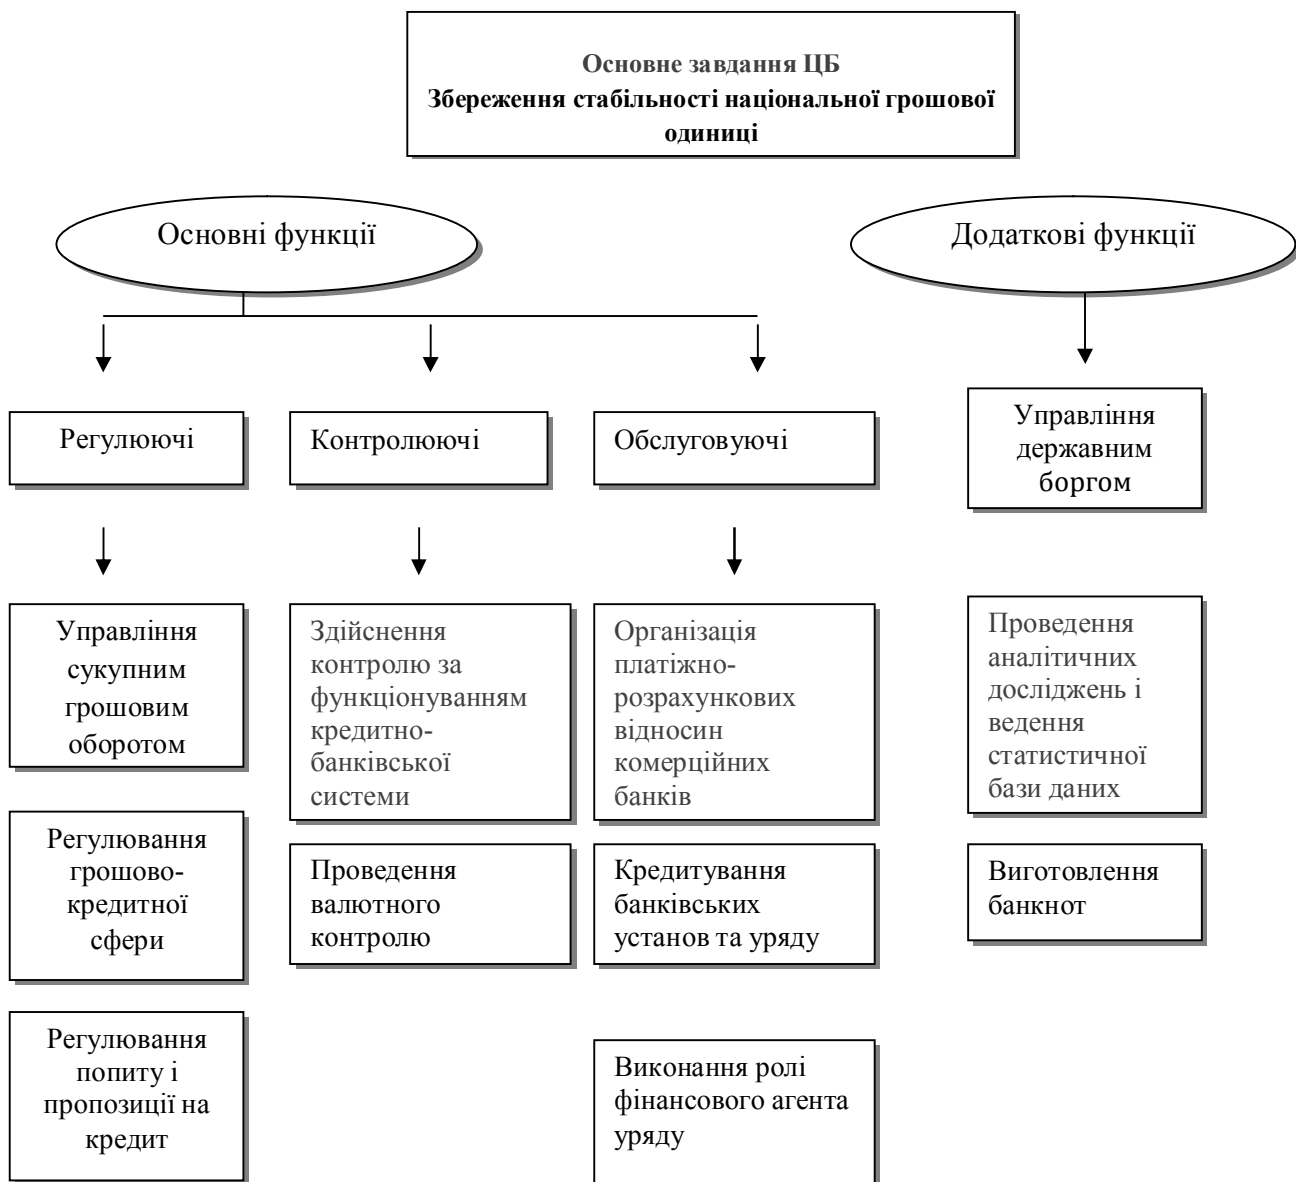 Основне завдання ЦБ
Збереження стабільності національної грошової
одиниці
Основні функції
Додаткові функції
Регулюючі
Контролюючі
Обслуговуючі
Управління
державним
боргом
Управління
сукупним
грошовим
оборотом
Здійснення
контролю за
функціонуванням
кредитно-
банківської
системи
Організація
платіжно-
розрахункових
відносин
комерційних
банків
Проведення
аналітичних
досліджень і
ведення
статистичної
бази даних
Регулювання
грошово-
кредитної
сфери
Проведення
валютного
контролю
Кредитування
банківських
установ та уряду
Виготовлення
банкнот
Регулювання
попиту і
пропозиції на
кредит
Виконання ролі
фінансового агента
уряду